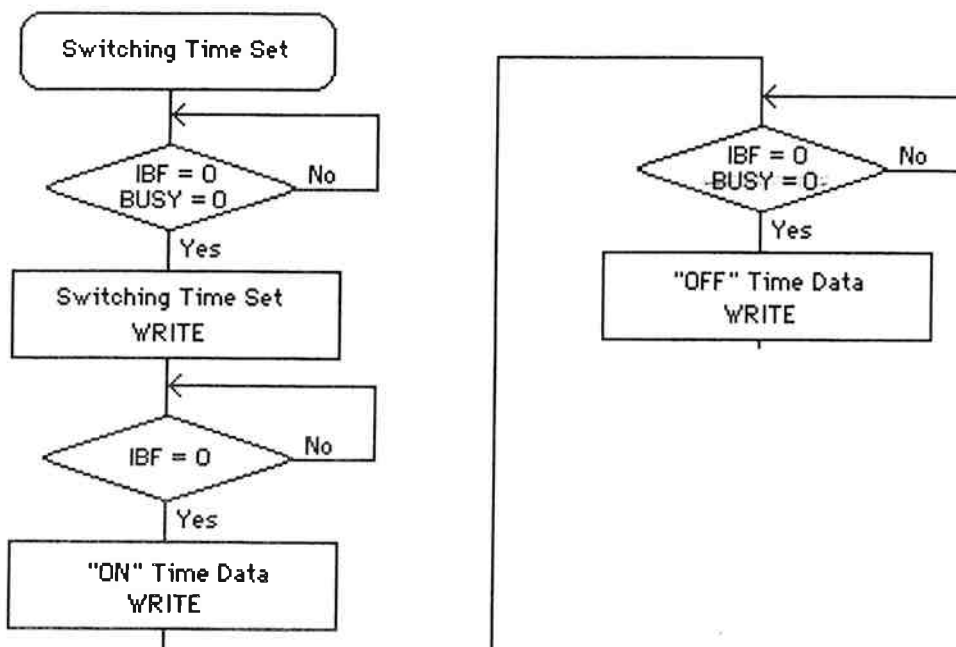 Switching Time Set
IBF = 0
BUSY = 0
No
Yes
Switching Time Set
WRITE
IBF = 0
No
Yes
"ON" Time Data
WRITE
IBF = 0
BUSY = 0
No
Yes
"OFF" Time Data
WRITE